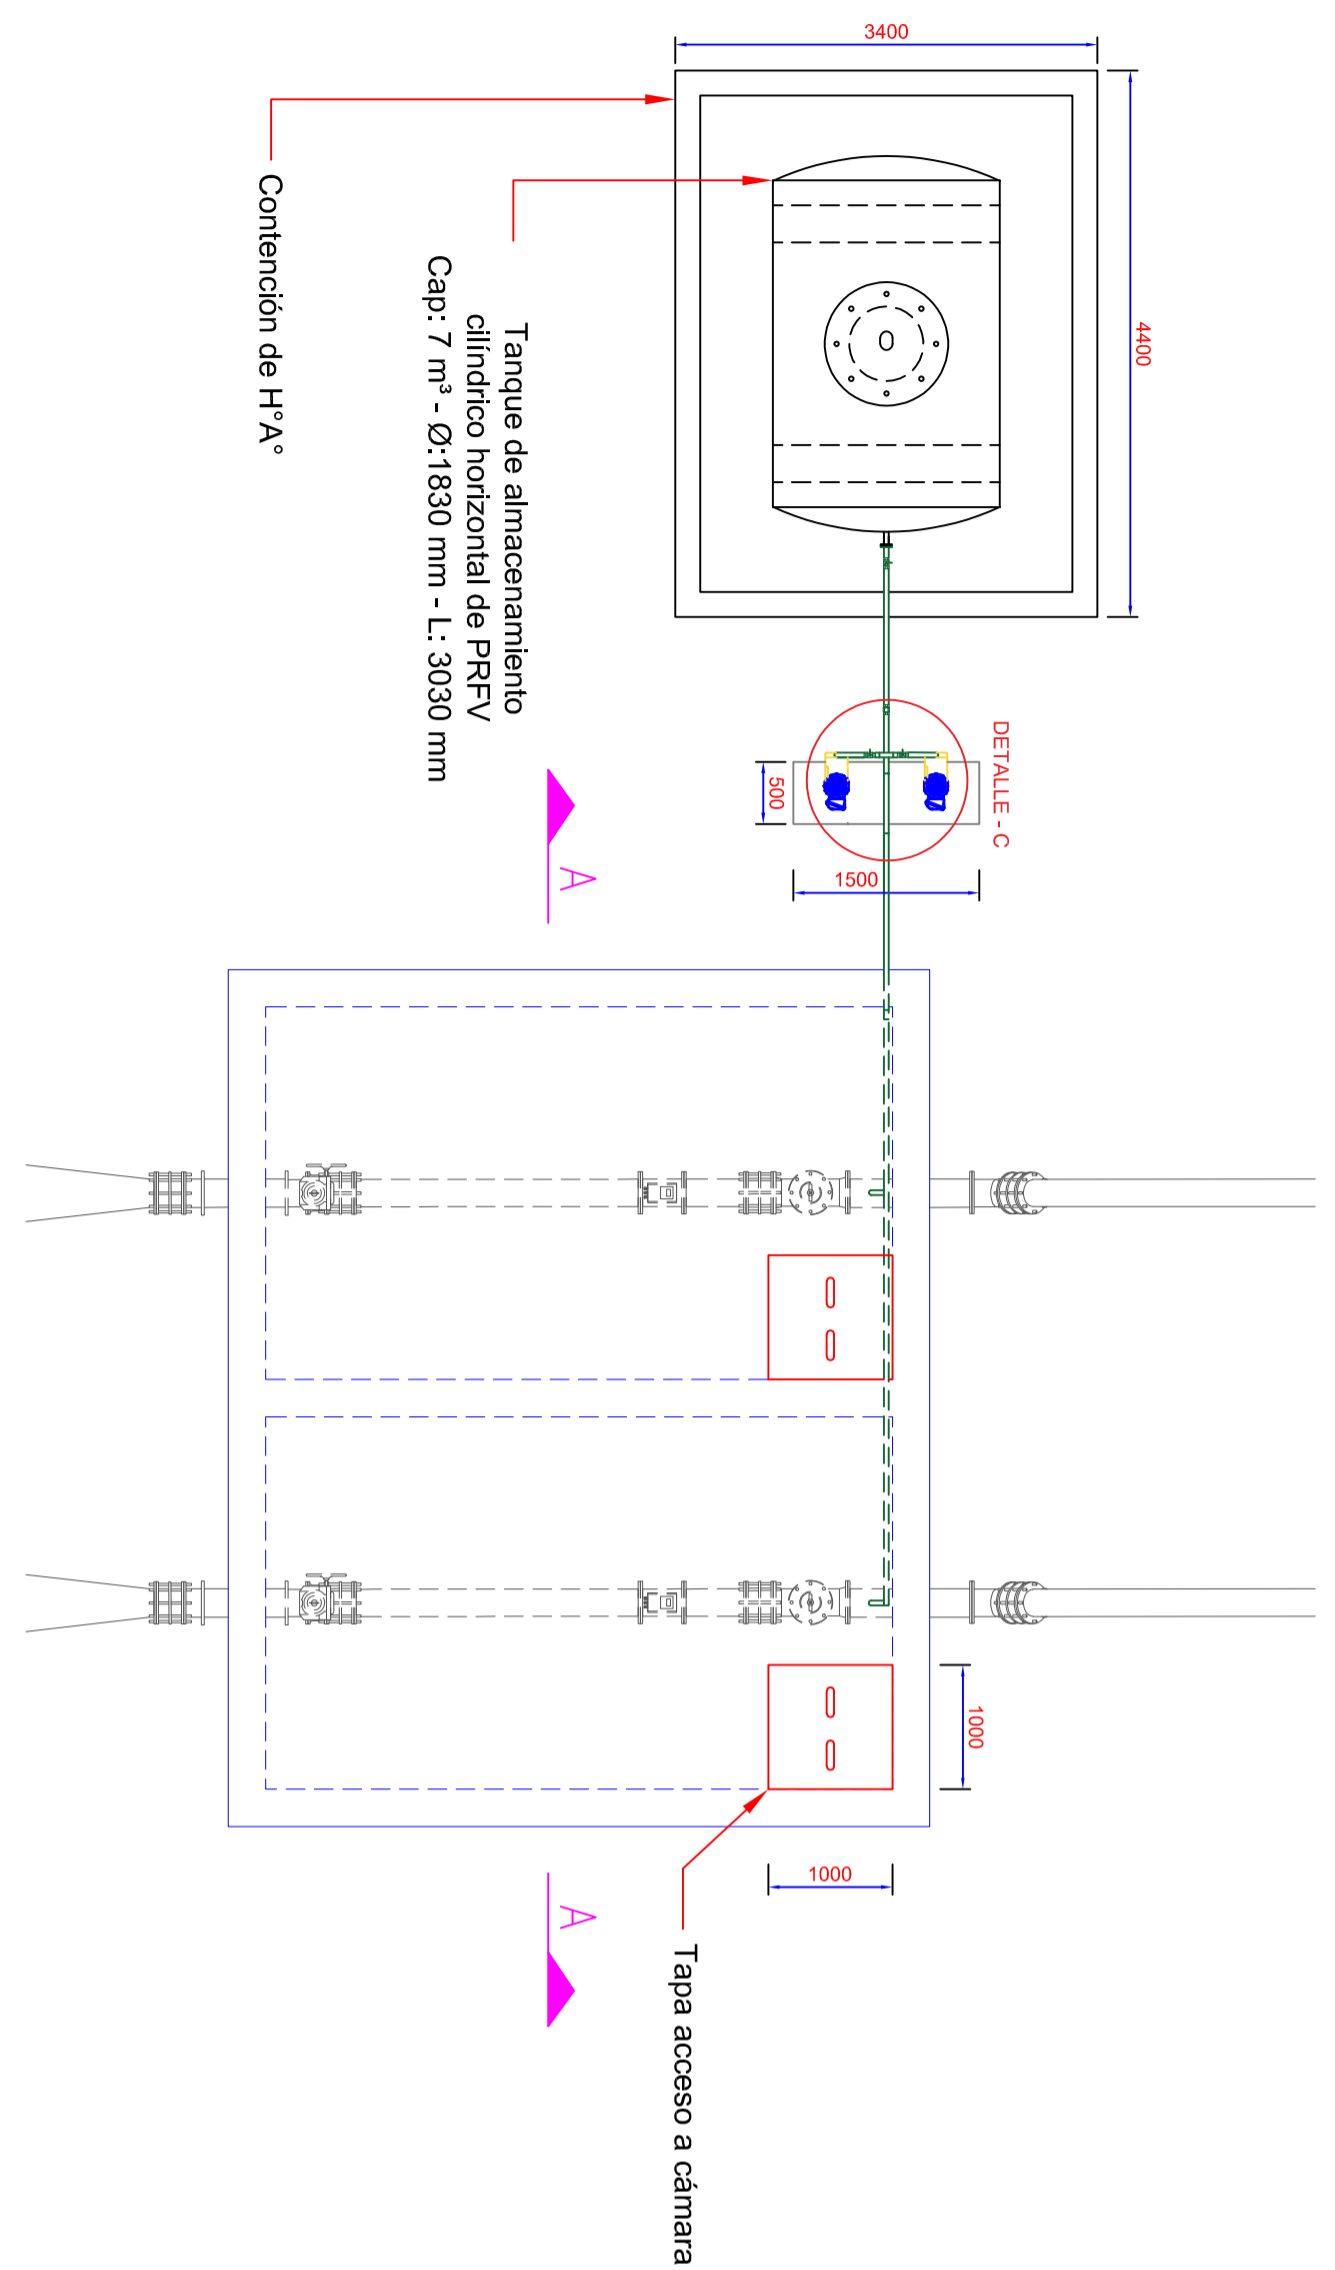 3400
4400
Contención de H°A°
Tanque de almacenamiento
cilíndrico horizontal de PRFV
Cap: 7 m³ - Ø:1830 mm - L: 3030 mm
DETALLE - C
500
1500
A
1000
1000
A
Tapa acceso a cámara